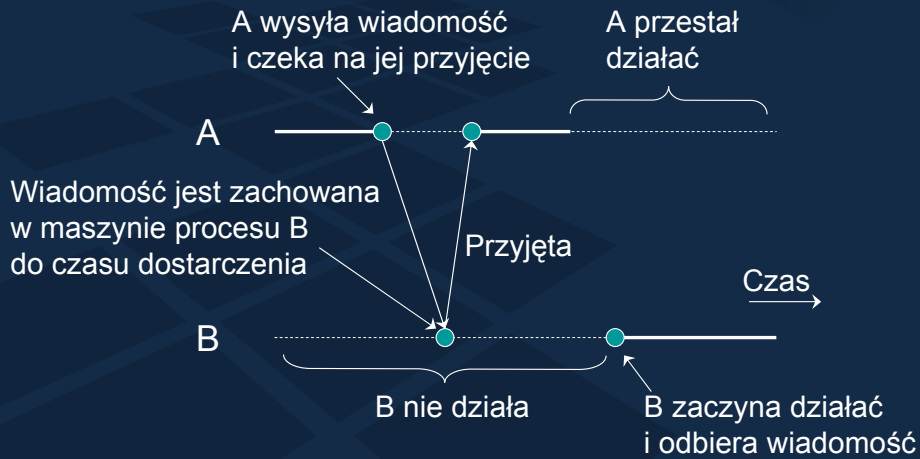 A wysyła wiadomość
i czeka na jej przyjęcie
A przestał
działać
A
Wiadomość jest zachowana
w maszynie procesu B
do czasu dostarczenia
Przyjęta
Czas
B
B nie działa
B zaczyna działać
i odbiera wiadomość